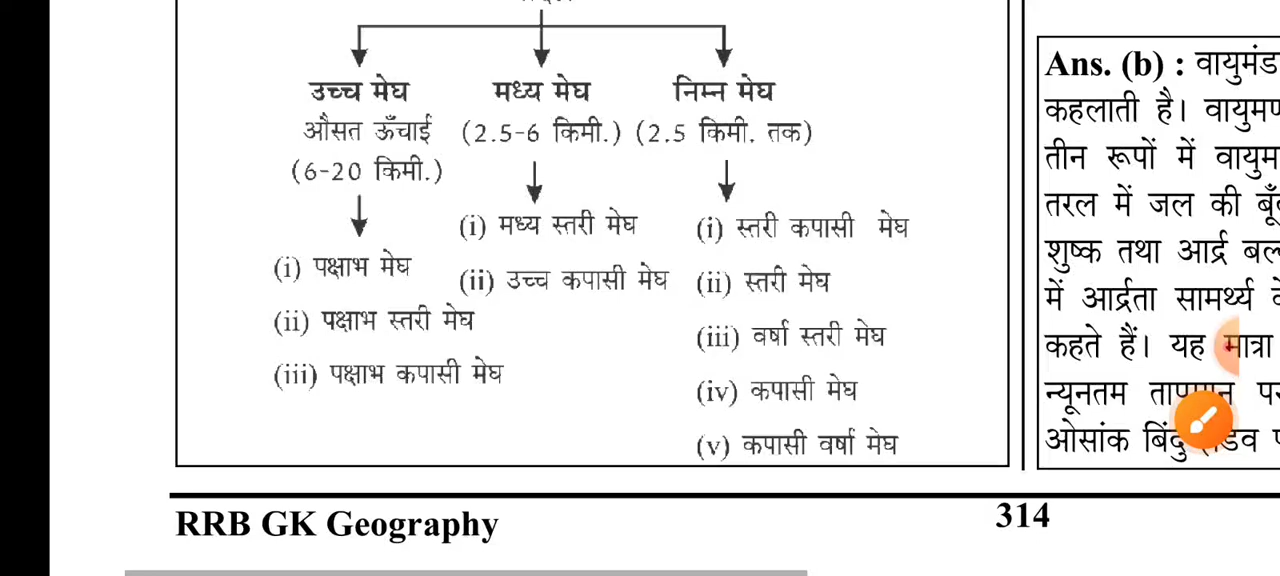 उच्च मेघ
औसत ऊँचाई
(6-20 किमी.)
(i) पक्षाभ मेघ
(ii) पक्षाभ स्तरी मेघ
(iii) पक्षाभ कपासी मेघ
मध्य मेघ
(2.5-6 किमी.)
(i) मध्य स्तरी मेघ
(ii) उच्च कपासी मेघ
निम्न मेघ
(2.5 किमी. तक)
(i) स्तरी कपासी मेघ
(ii) स्तरी मेघ
(iii) वर्षा स्तरी मेघ
(iv) कपासी मेघ
(v) कपासी वर्षा मेघ
Ans. (b) :
कहलाती है।
तीन रूपों में
तरल में जल की
शुष्क तथा आर्द्र
में आर्द्रता सामर्थ्य
कहते हैं। यह मात्रा
न्यूनतम
ओसांक बिंदु
RRB GK Geography
314